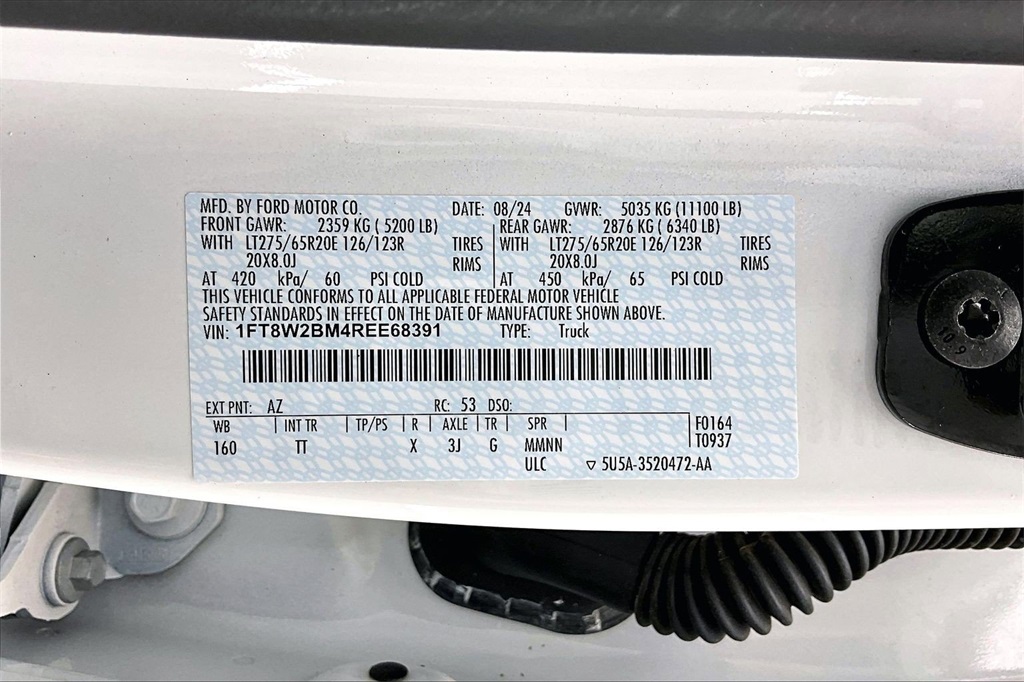 MFD. BY FORD MOTOR CO. DATE: 08/24 GVWR: 5035 KG (11100 LB)
FRONT GAWR: 2359 KG ( 5200 LB) REAR GAWR: 2876 KG ( 6340 LB)
WITH LT275/65R20E 126/123R TIRES WITH LT275/65R20E 126/123R TIRES
20X8.0J RIMS 20X8.0J RIMS
AT 420 kPa/ 60 PSI COLD AT 450 kPa/ 65 PSI COLD
THIS VEHICLE CONFORMS TO ALL APPLICABLE FEDERAL MOTOR VEHICLE
SAFETY STANDARDS IN EFFECT ON THE DATE OF MANUFACTURE SHOWN ABOVE.
VIN: 1FT8W2BM4REE68391 TYPE: Truck
EXT PNT: AZ RC: 53 DSO:
WB INT TR TP/PS R AXLE TR SPR F0164
160 TT X 3J G MMNN T0937
ULC ▽ 5U5A-3520472-AA
10.9